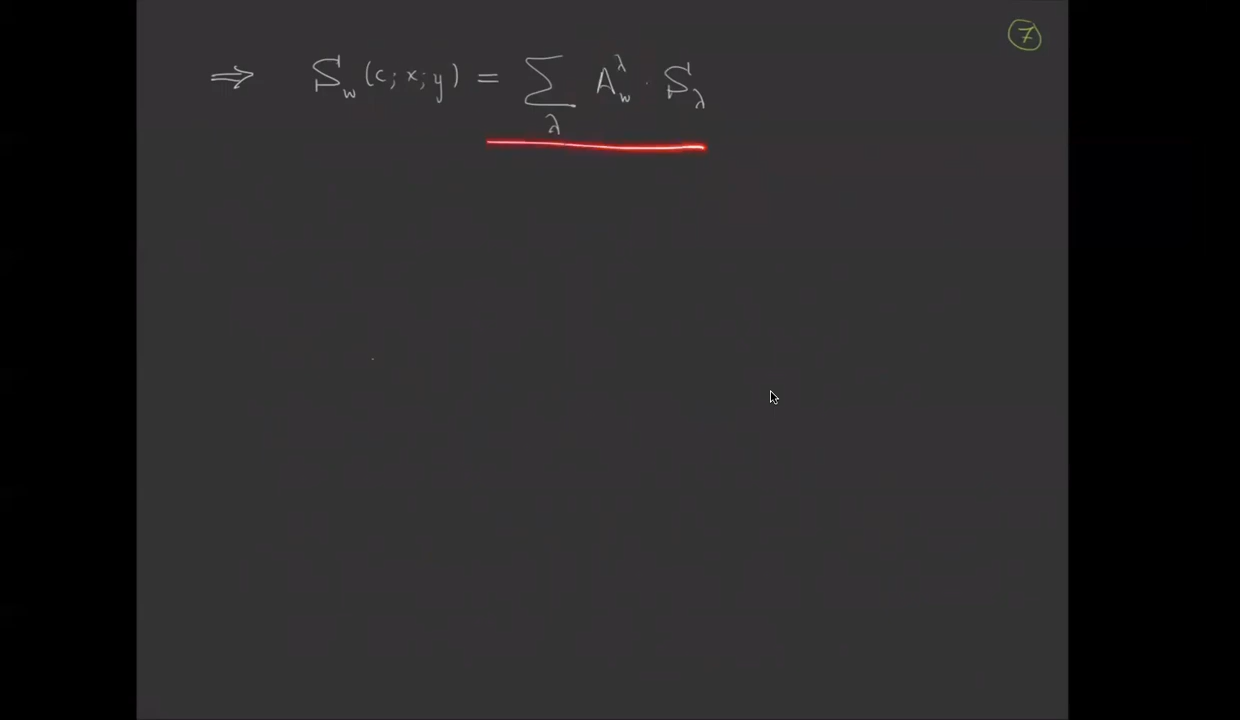 ⑦
⇒ S_w (c; x; y) = ∑_λ A_w^λ · S_λ